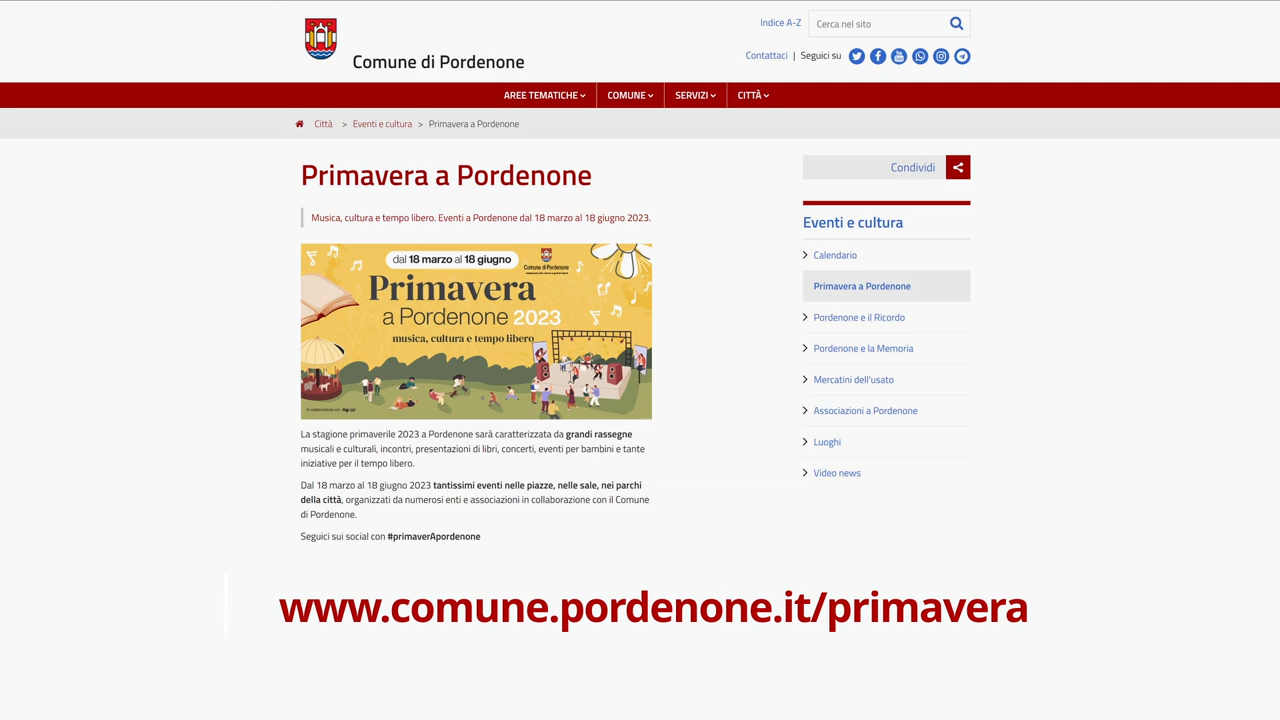 Indice A-Z
Cerca nel sito
Comune di Pordenone
Contattaci | Seguici su
AREE TEMATICHE
COMUNE
SERVIZI
CITTÀ
Città > Eventi e cultura > Primavera a Pordenone
Primavera a Pordenone
Musica, cultura e tempo libero. Eventi a Pordenone dal 18 marzo al 18 giugno 2023.
dal 18 marzo al 18 giugno
Comune di Pordenone
Primavera
a Pordenone 2023
musica, cultura e tempo libero
in collaborazione con
La stagione primaverile 2023 a Pordenone sarà caratterizzata da grandi rassegne
musicali e culturali, incontri, presentazioni di libri, concerti, eventi per bambini e tante
iniziative per il tempo libero.
Dal 18 marzo al 18 giugno 2023 tantissimi eventi nelle piazze, nelle sale, nei parchi
della città, organizzati da numerosi enti e associazioni in collaborazione con il Comune
di Pordenone.
Seguici sui social con #primaverApordenone
Condividi
Eventi e cultura
Calendario
Primavera a Pordenone
Pordenone e il Ricordo
Pordenone e la Memoria
Mercatini dell'usato
Associazioni a Pordenone
Luoghi
Video news
www.comune.pordenone.it/primavera